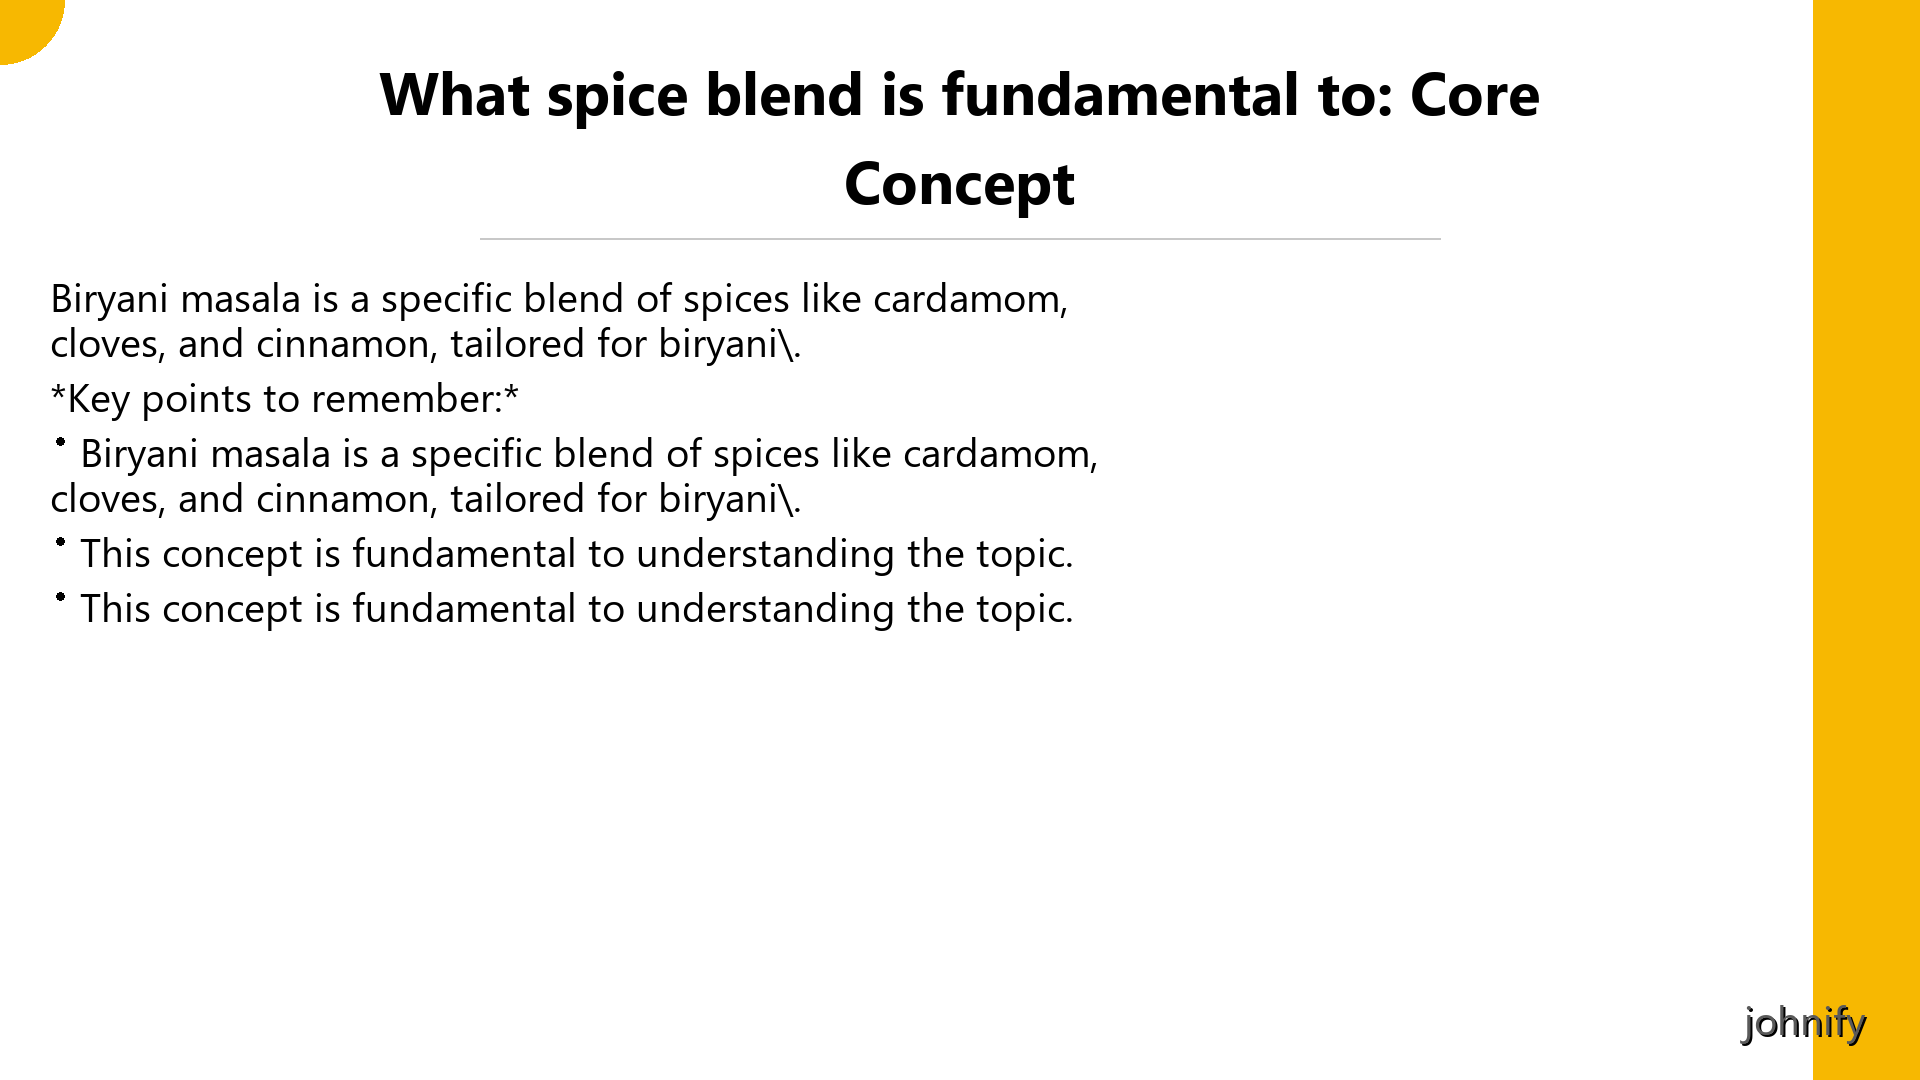 What spice blend is fundamental to: Core
Concept
Biryani masala is a specific blend of spices like cardamom,
cloves, and cinnamon, tailored for biryani\.
*Key points to remember:*
• Biryani masala is a specific blend of spices like cardamom,
cloves, and cinnamon, tailored for biryani\.
• This concept is fundamental to understanding the topic.
• This concept is fundamental to understanding the topic.
johnify